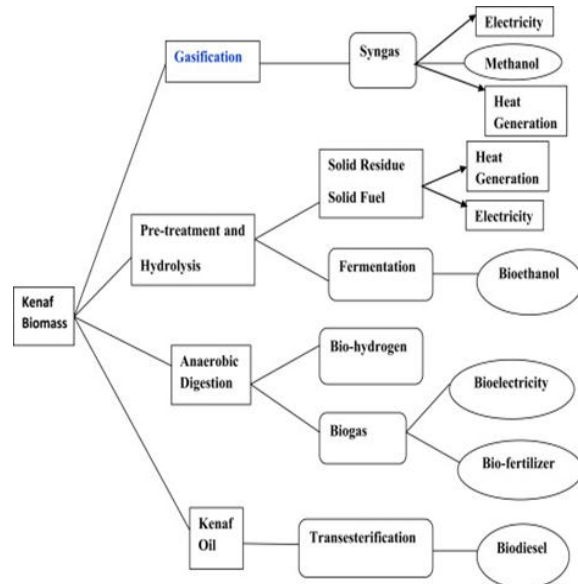 Electricity
Gasification
Syngas
Methanol
Heat
Generation
Solid Residue
Solid Fuel
Heat
Generation
Electricity
Pre-treatment and
Hydrolysis
Fermentation
Bioethanol
Kenaf
Biomass
Anaerobic
Digestion
Bio-hydrogen
Biogas
Bioelectricity
Bio-fertilizer
Kenaf
Oil
Transesterification
Biodiesel